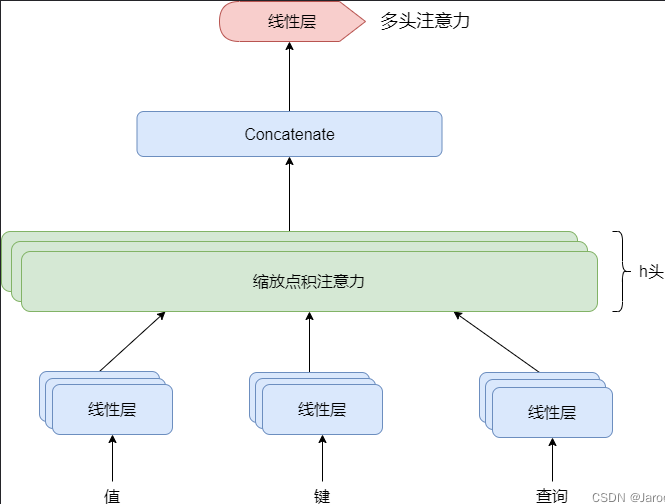 线性层
多头注意力
Concatenate
缩放点积注意力
h头
线性层
线性层
线性层
值
键
查询
CSDN @Jaro